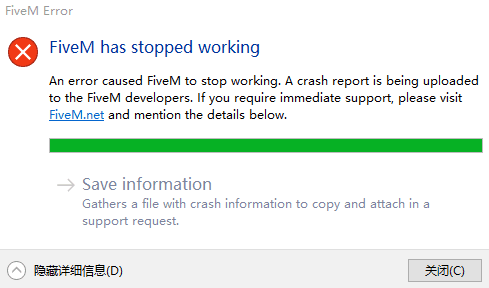 FiveM Error
FiveM has stopped working
An error caused FiveM to stop working. A crash report is being uploaded
to the FiveM developers. If you require immediate support, please visit
FiveM.net and mention the details below.
Save information
Gathers a file with crash information to copy and attach in a
support request.
隐藏详细信息(D)
关闭(C)